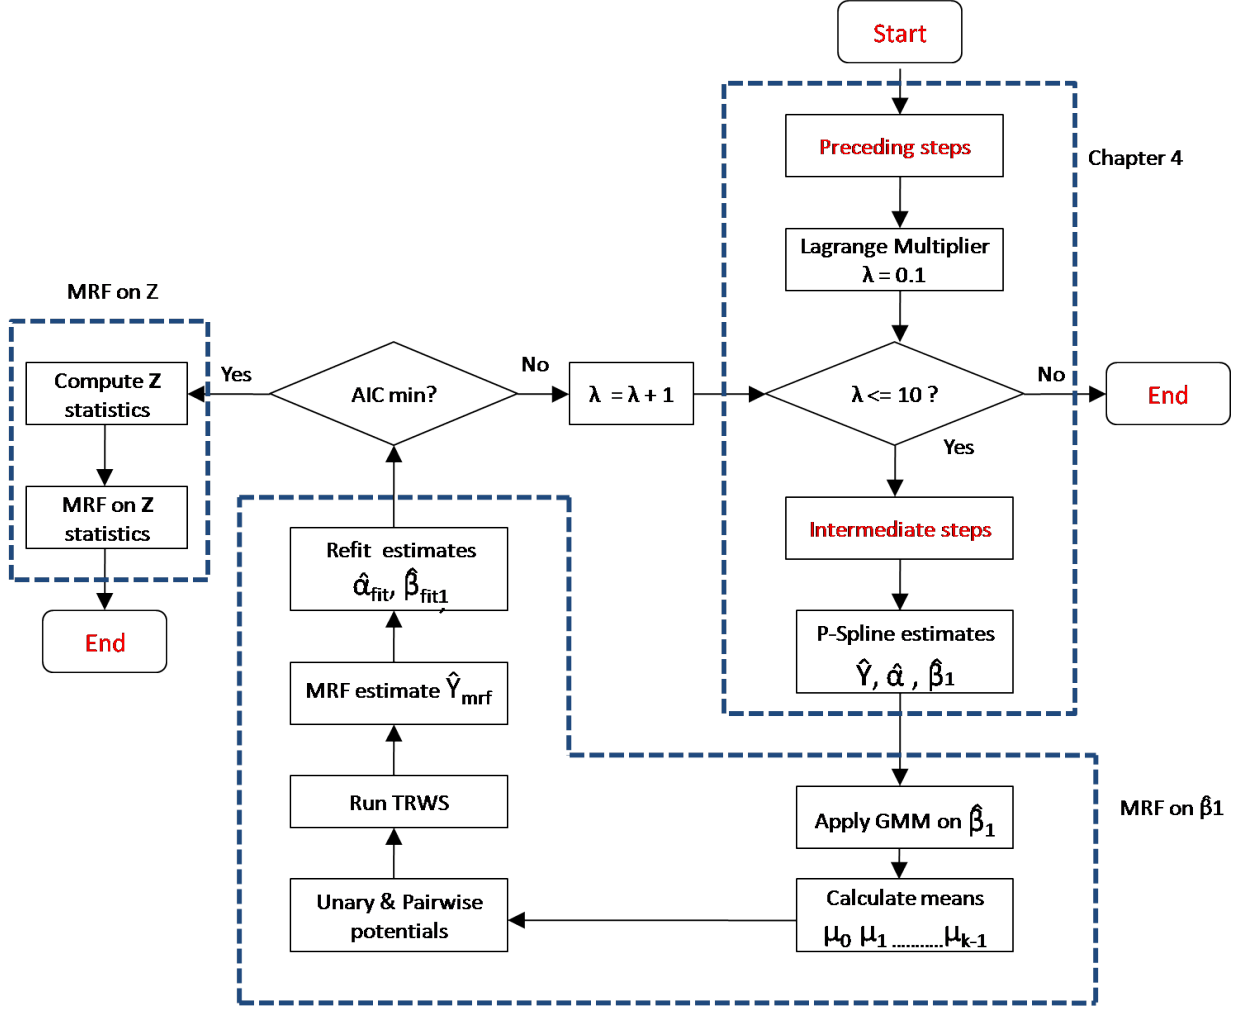 Start
Preceding steps
Chapter 4
Lagrange Multiplier
λ = 0.1
MRF on Z
Compute Z
statistics
Yes
AIC min?
No
λ = λ + 1
λ <= 10 ?
No
End
Yes
MRF on Z
statistics
Intermediate steps
Refit estimates
α̂fit, β̂fit1,
End
P-Spline estimates
Ŷ, α̂ , β̂1
MRF estimate Ŷmrf
Run TRWS
Apply GMM on β̂1
MRF on β̂1
Unary & Pairwise
potentials
Calculate means
μ0 μ1 ...........μk-1